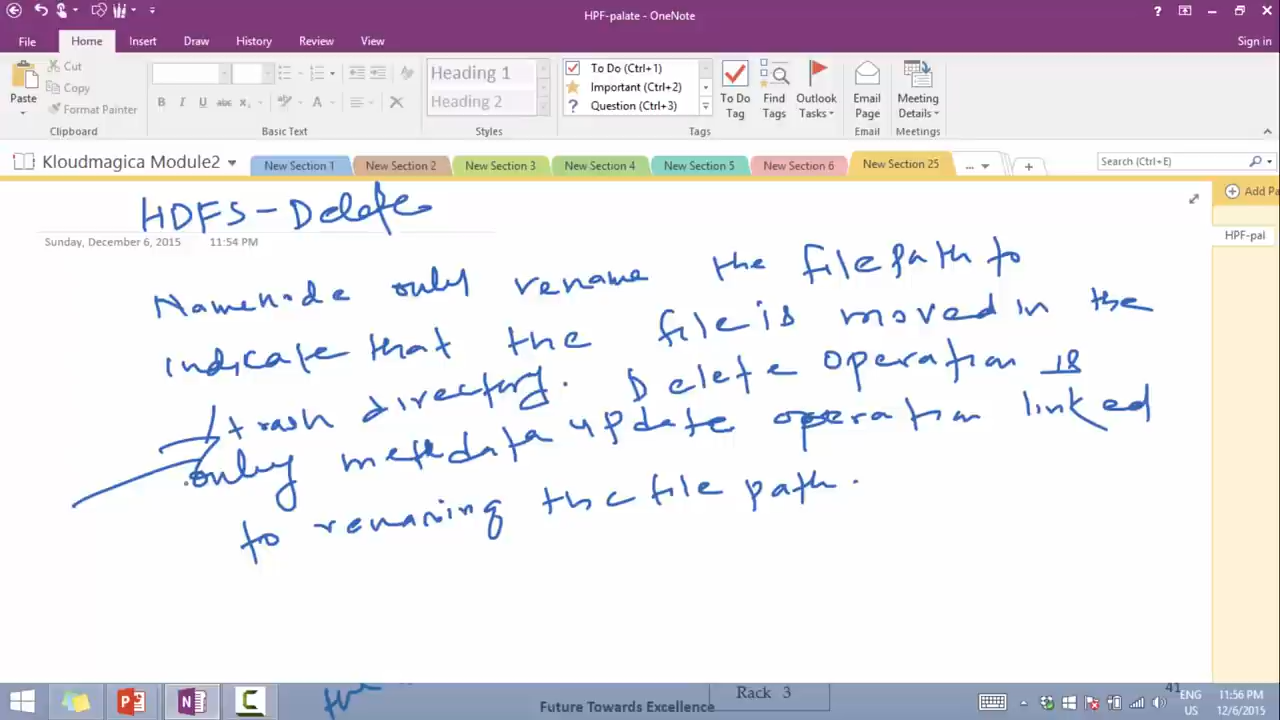 HPF-palate - OneNote
File Home Insert Draw History Review View Sign in
Paste
Cut
Copy
Format Painter
Clipboard
Basic Text
Heading 1
Heading 2
Styles
To Do (Ctrl+1)
Important (Ctrl+2)
Question (Ctrl+3)
To Do Tag
Find Tags
Outlook Tasks
Tags
Email Page
Email
Meeting Details
Meetings
Kloudmagica Module2 New Section 1 New Section 2 New Section 3 New Section 4 New Section 5 New Section 6 New Section 25 ... Search (Ctrl+E)
Add Pa
HPF-pal
HDFS-Delete
Sunday, December 6, 2015 11:54 PM
Namenode only rename the filepath to
indicate that the file is moved in the
/trash directory. Delete operation is
only metadata update operation linked
to renaming the file path.
Rack 3
41
Future Towards Excellence
ENG
US
11:56 PM
12/6/2015